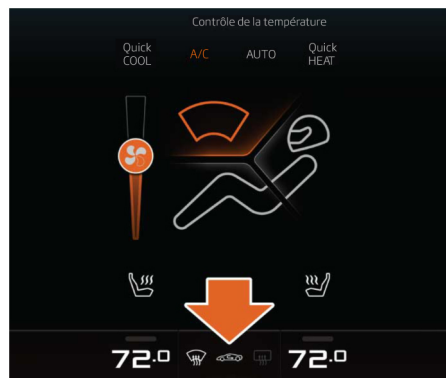 Contrôle de la température
Quick COOL
A/C
AUTO
Quick HEAT
72.0
72.0